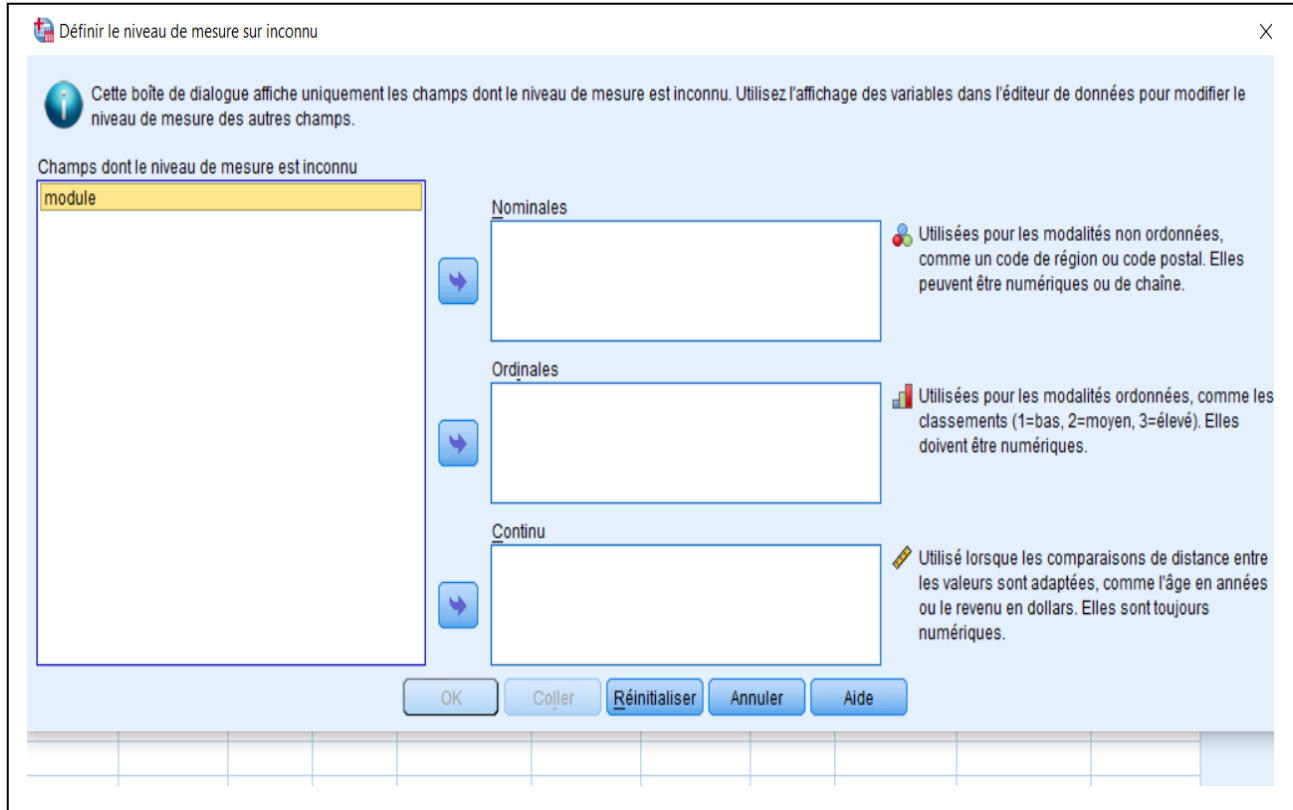 Définir le niveau de mesure sur inconnu
X
Cette boîte de dialogue affiche uniquement les champs dont le niveau de mesure est inconnu. Utilisez l'affichage des variables dans l'éditeur de données pour modifier le
niveau de mesure des autres champs.
Champs dont le niveau de mesure est inconnu
module
Nominales
Utilisées pour les modalités non ordonnées,
comme un code de région ou code postal. Elles
peuvent être numériques ou de chaîne.
Ordinales
Utilisées pour les modalités ordonnées, comme les
classements (1=bas, 2=moyen, 3=élevé). Elles
doivent être numériques.
Continu
Utilisé lorsque les comparaisons de distance entre
les valeurs sont adaptées, comme l'âge en années
ou le revenu en dollars. Elles sont toujours
numériques.
OK Coller Réinitialiser Annuler Aide